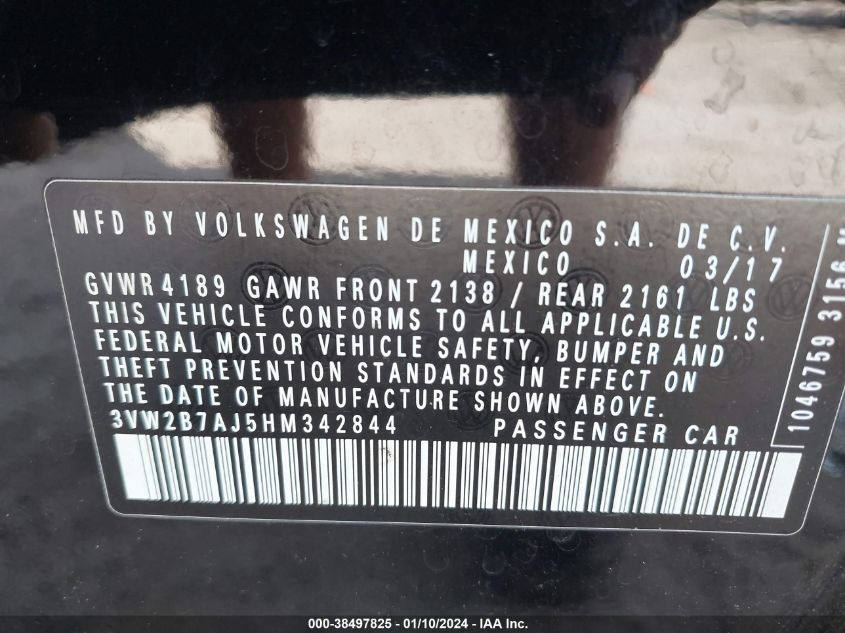 MFD BY VOLKSWAGEN DE MEXICO S.A. DE C.V.
MEXICO 03/17
GVWR 4189 GAWR FRONT 2138 / REAR 2161 LBS
THIS VEHICLE CONFORMS TO ALL APPLICABLE U.S.
FEDERAL MOTOR VEHICLE SAFETY, BUMPER AND
THEFT PREVENTION STANDARDS IN EFFECT ON
THE DATE OF MANUFACTURE SHOWN ABOVE.
3VW2B7AJ5HM342844 PASSENGER CAR
1046759 3156
000-38497825 - 01/10/2024 - IAA Inc.